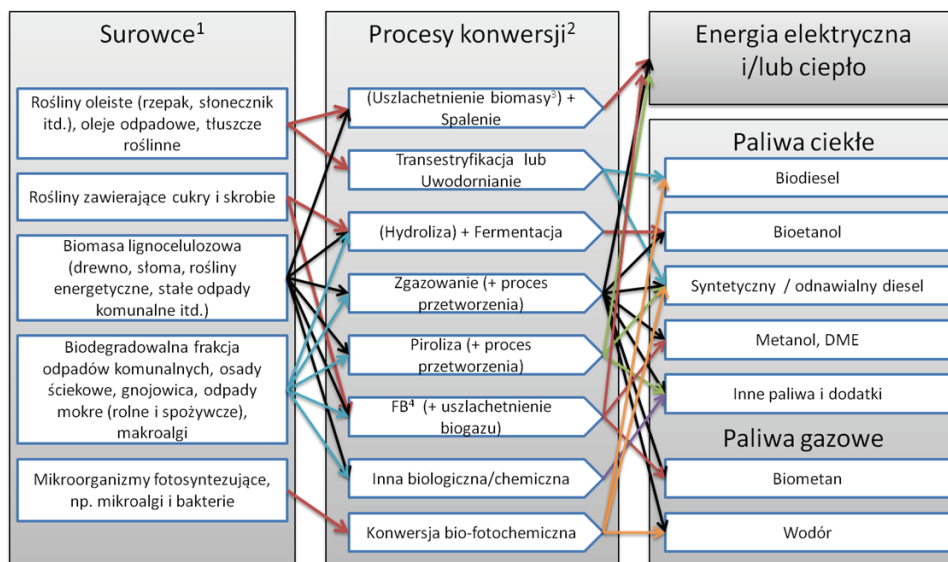 Surowce¹
Rośliny oleiste (rzepak, słonecznik
itd.), oleje odpadowe, tłuszcze
roślinne
Rośliny zawierające cukry i skrobie
Biomasa lignocelulozowa
(drewno, słoma, rośliny
energetyczne, stałe odpady
komunalne itd.)
Biodegradowalna frakcja
odpadów komunalnych, osady
ściekowe, gnojowica, odpady
mokre (rolne i spożywcze),
makroalgi
Mikroorganizmy fotosyntezujące,
np. mikroalgi i bakterie
Procesy konwersji²
(Uszlachetnienie biomasy³) +
Spalenie
Transestryfikacja lub
Uwodornianie
(Hydroliza) + Fermentacja
Zgazowanie (+ proces
przetworzenia)
Piroliza (+ proces
przetworzenia)
FB⁴ (+ uszlachetnienie
biogazu)
Inna biologiczna/chemiczna
Konwersja bio-fotochemiczna
Energia elektryczna
i/lub ciepło
Paliwa ciekłe
Biodiesel
Bioetanol
Syntetyczny / odnawialny diesel
Metanol, DME
Inne paliwa i dodatki
Paliwa gazowe
Biometan
Wodór